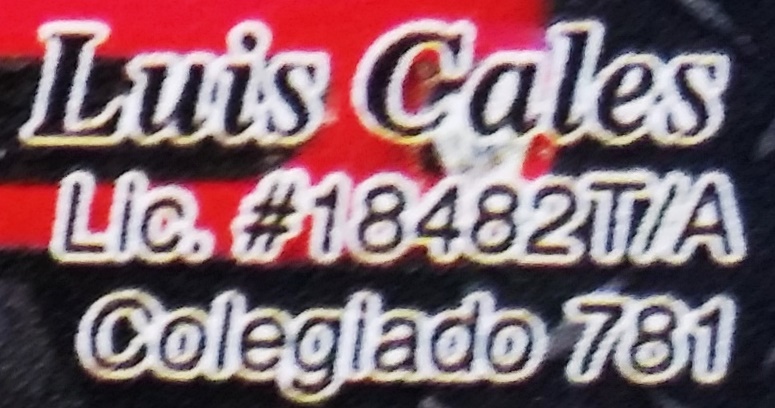 Luis Cales
Lic. #18482T/A
Colegiado 781